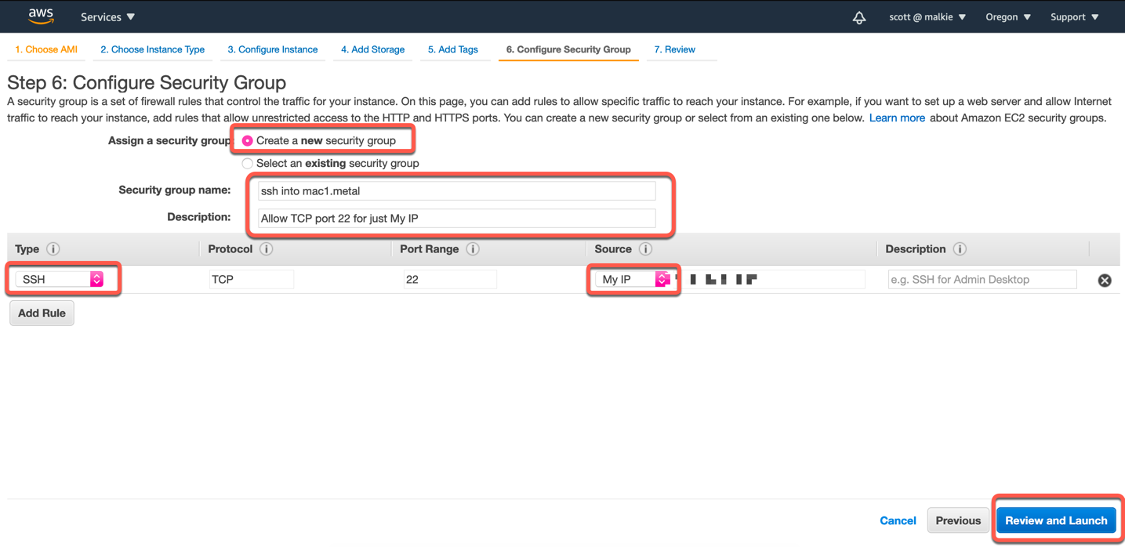 aws Services scott @ malkie Oregon Support
1. Choose AMI 2. Choose Instance Type 3. Configure Instance 4. Add Storage 5. Add Tags 6. Configure Security Group 7. Review
Step 6: Configure Security Group
A security group is a set of firewall rules that control the traffic for your instance. On this page, you can add rules to allow specific traffic to reach your instance. For example, if you want to set up a web server and allow Internet
traffic to reach your instance, add rules that allow unrestricted access to the HTTP and HTTPS ports. You can create a new security group or select from an existing one below. Learn more about Amazon EC2 security groups.
Assign a security group: Create a new security group
Select an existing security group
Security group name: ssh into mac1.metal
Description: Allow TCP port 22 for just My IP
Type i Protocol i Port Range i Source i Description i
SSH TCP 22 My IP e.g. SSH for Admin Desktop
Add Rule
Cancel Previous Review and Launch